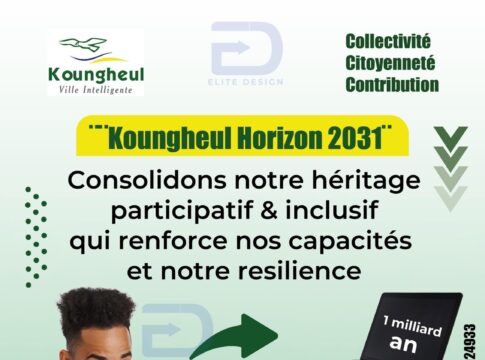 Koungheul
Ville Intelligente
ELITE DESIGN
Collectivité
Citoyenneté
Contribution
¨¨Koungheul Horizon 2031¨
Consolidons notre héritage
participatif & inclusif
qui renforce nos capacités
et notre resilience
1 milliard
an
24933